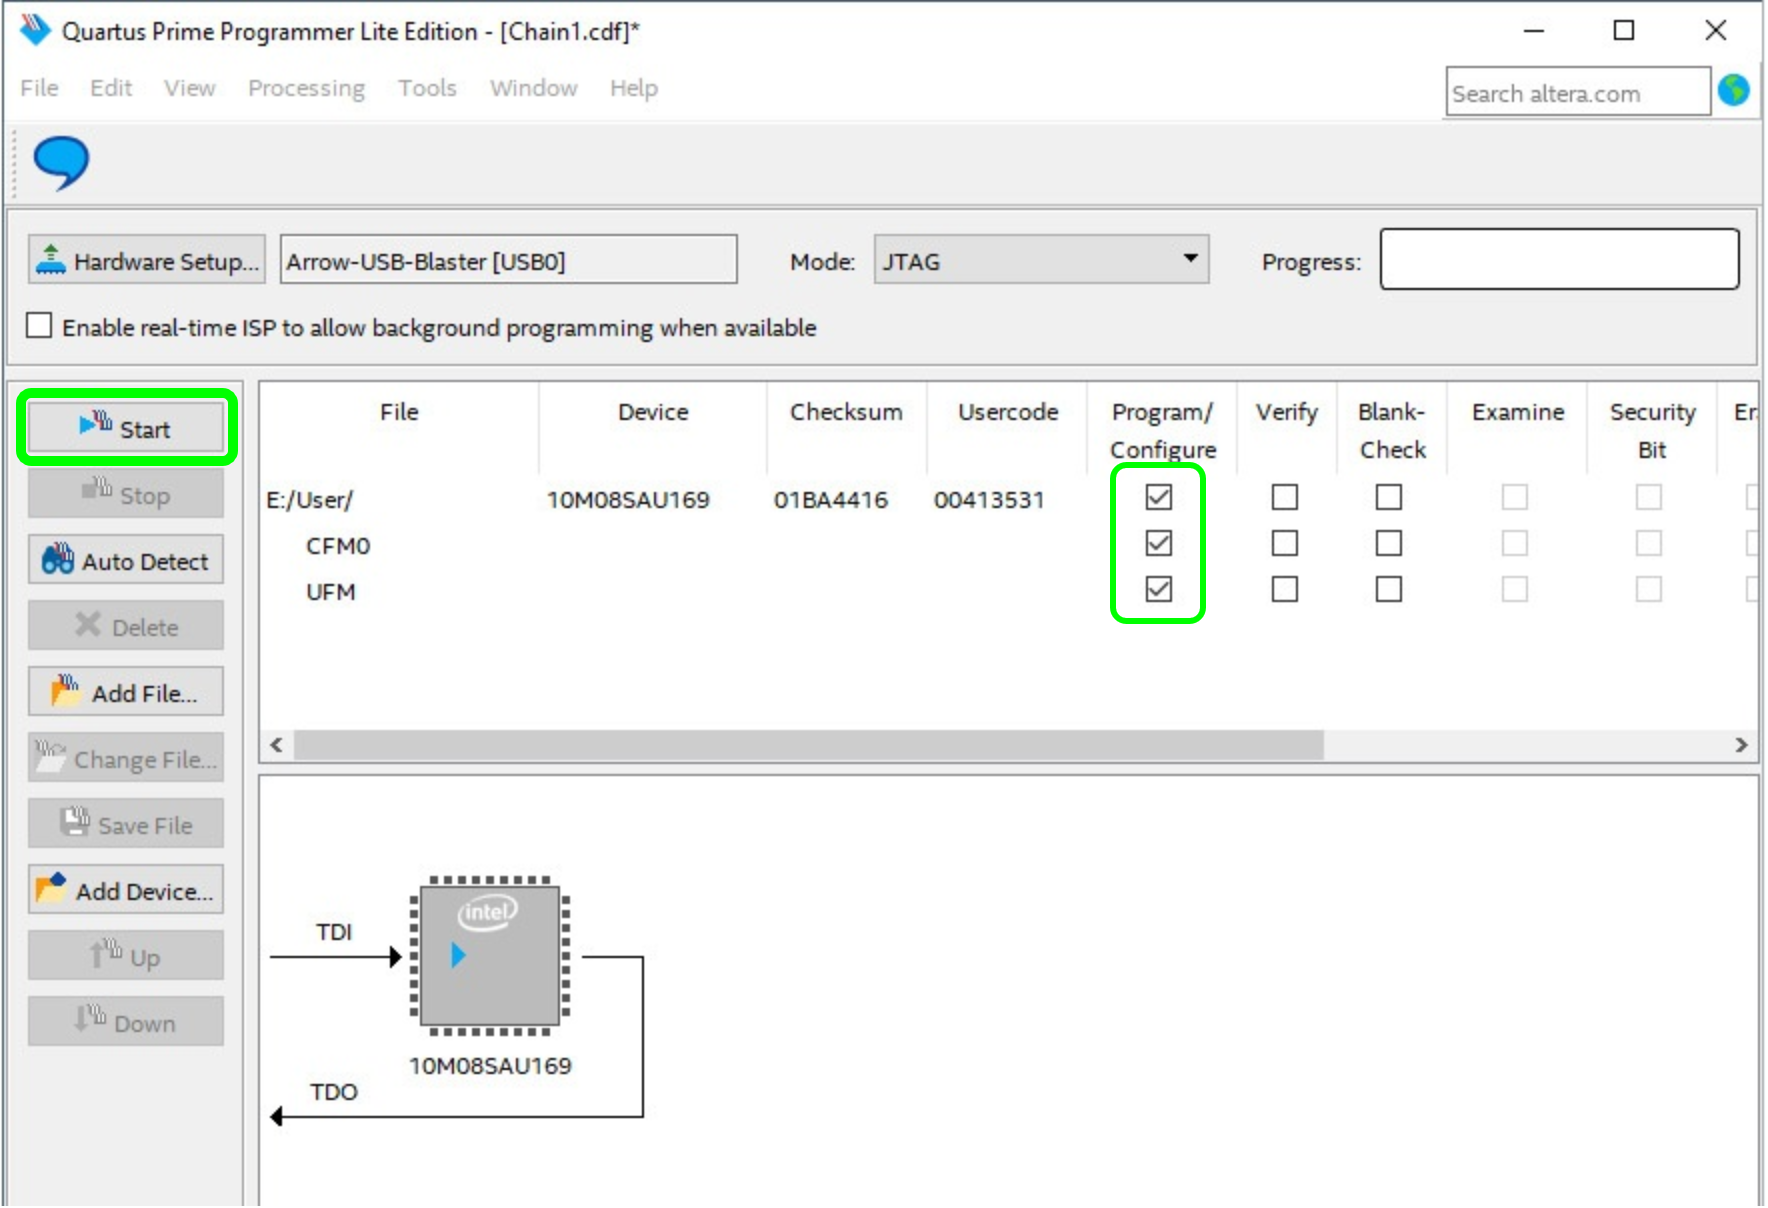 Quartus Prime Programmer Lite Edition - [Chain1.cdf]*
File Edit View Processing Tools Window Help
Search altera.com
Hardware Setup... Arrow-USB-Blaster [USB0] Mode: JTAG Progress:
Enable real-time ISP to allow background programming when available
Start
Stop
Auto Detect
Delete
Add File...
Change File...
Save File
Add Device...
Up
Down
File Device Checksum Usercode Program/ Verify Blank- Examine Security Er
Configure Check Bit
E:/User/ 10M08SAU169 01BA4416 00413531
CFM0
UFM
intel
TDI
10M08SAU169
TDO